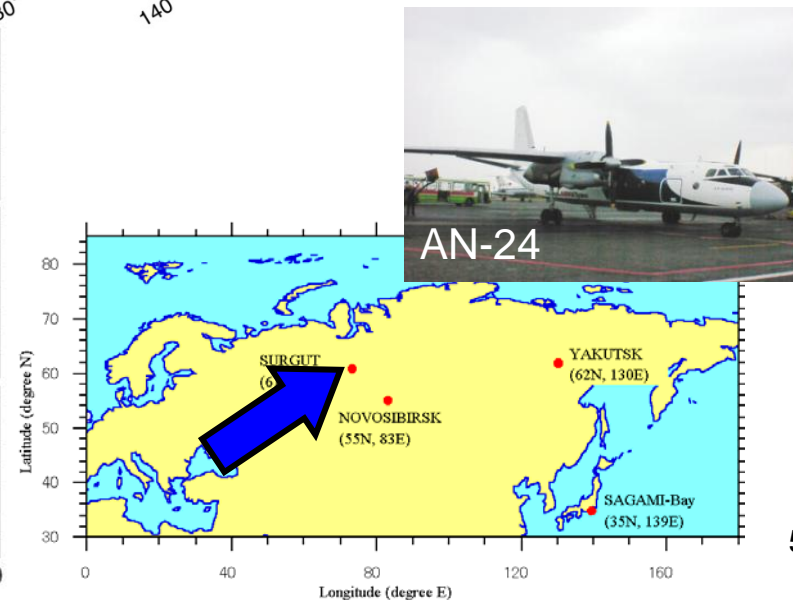 140
AN-24
80
70
60
50
40
30
Latitude (degree N)
SURGUT
(6
YAKUTSK
(62N, 130E)
NOVOSIBIRSK
(55N, 83E)
SAGAMI-Bay
(35N, 139E)
0 40 80 120 160
Longitude (degree E)